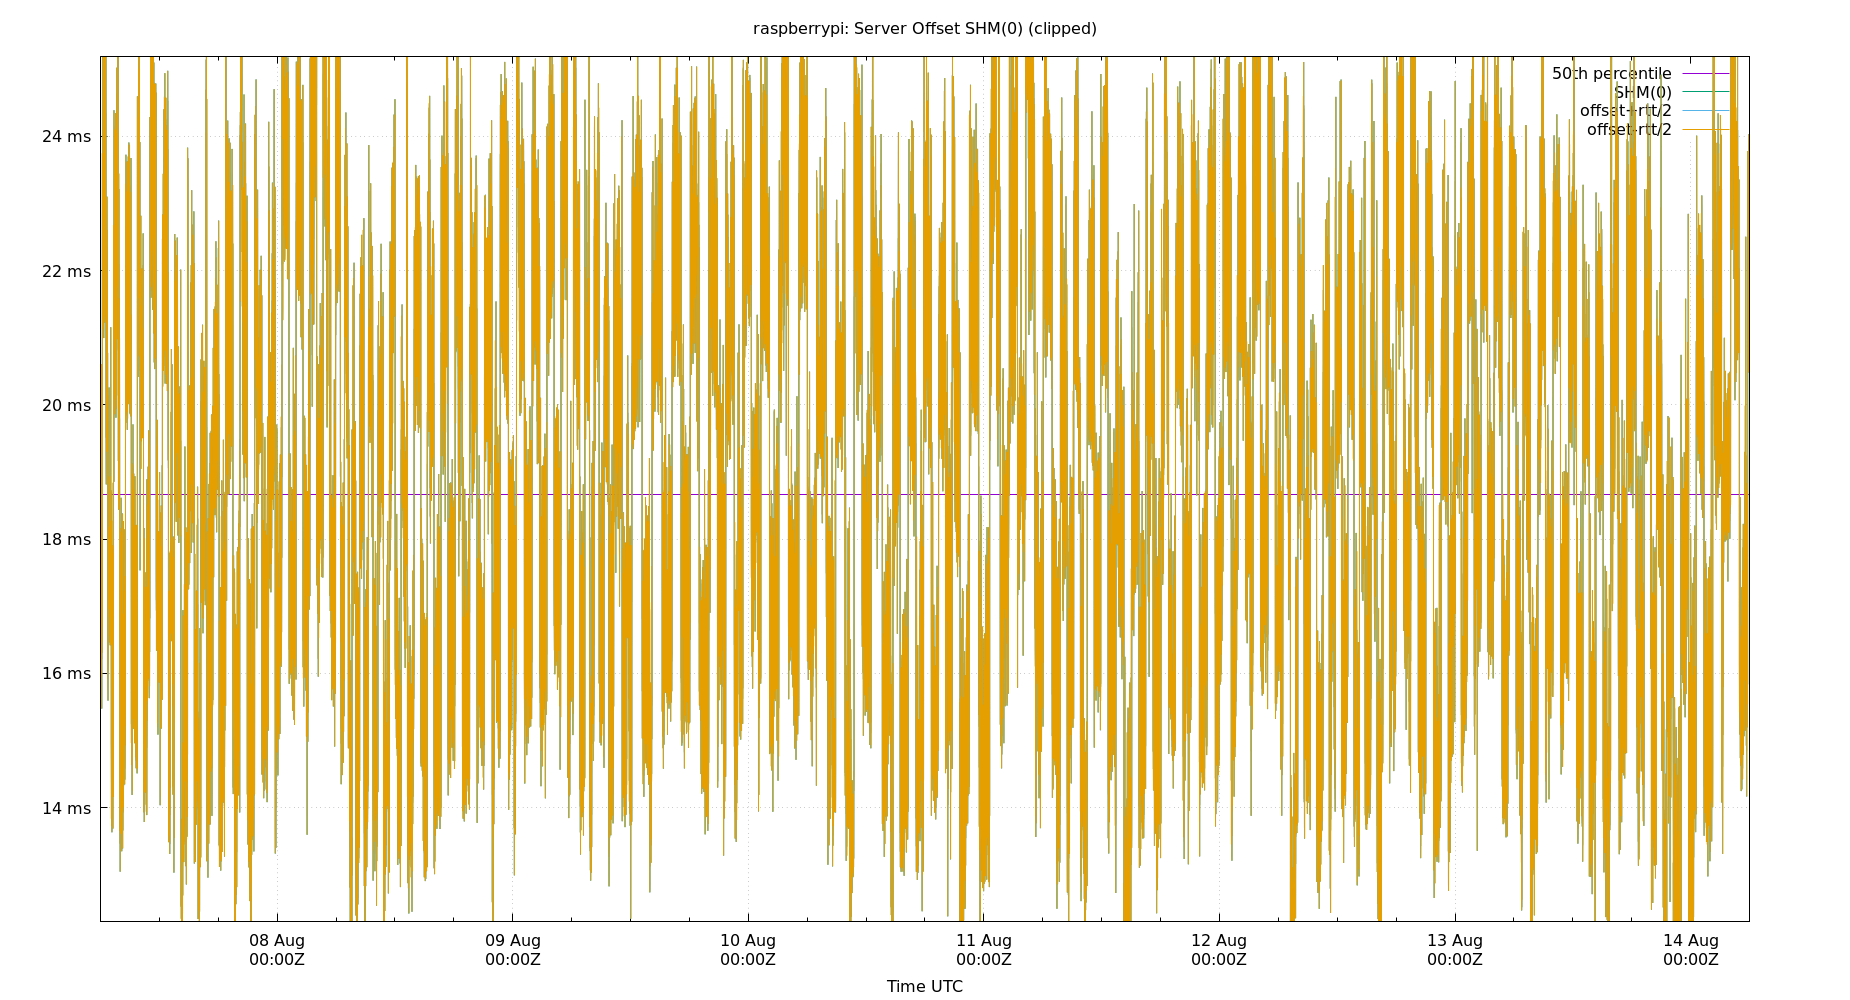 raspberrypi: Server Offset SHM(0) (clipped)
50th percentile
SHM(0)
offset+rtt/2
offset-rtt/2
24 ms
22 ms
20 ms
18 ms
16 ms
14 ms
08 Aug 09 Aug 10 Aug 11 Aug 12 Aug 13 Aug 14 Aug
00:00Z 00:00Z 00:00Z 00:00Z 00:00Z 00:00Z 00:00Z
Time UTC